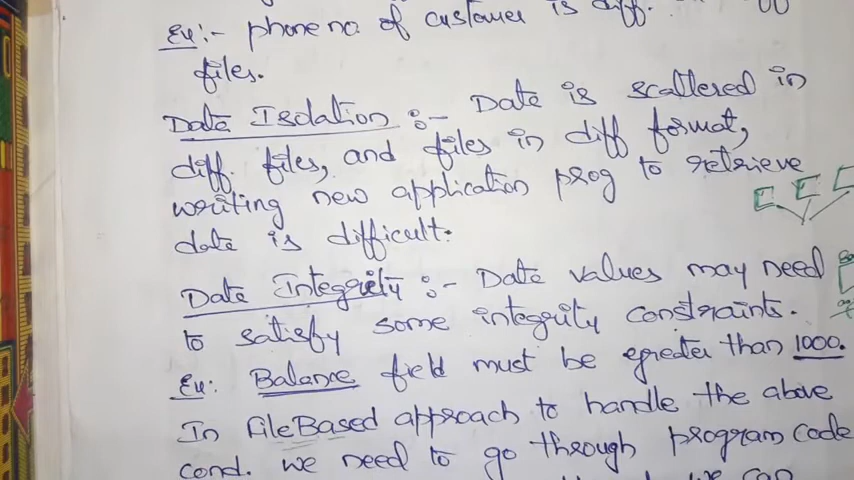 Ex:- phone no. of customer is diff.
files.
Data Isolation :- Data is scattered in
diff. files, and files in diff format,
writing new application prog to retrieve
data is difficult.
Data Integrity :- Data values may need
to satisfy some integrity constraints.
Ex: Balance field must be greater than 1000.
In FileBased approach to handle the above
cond. we need to go through program code
we can